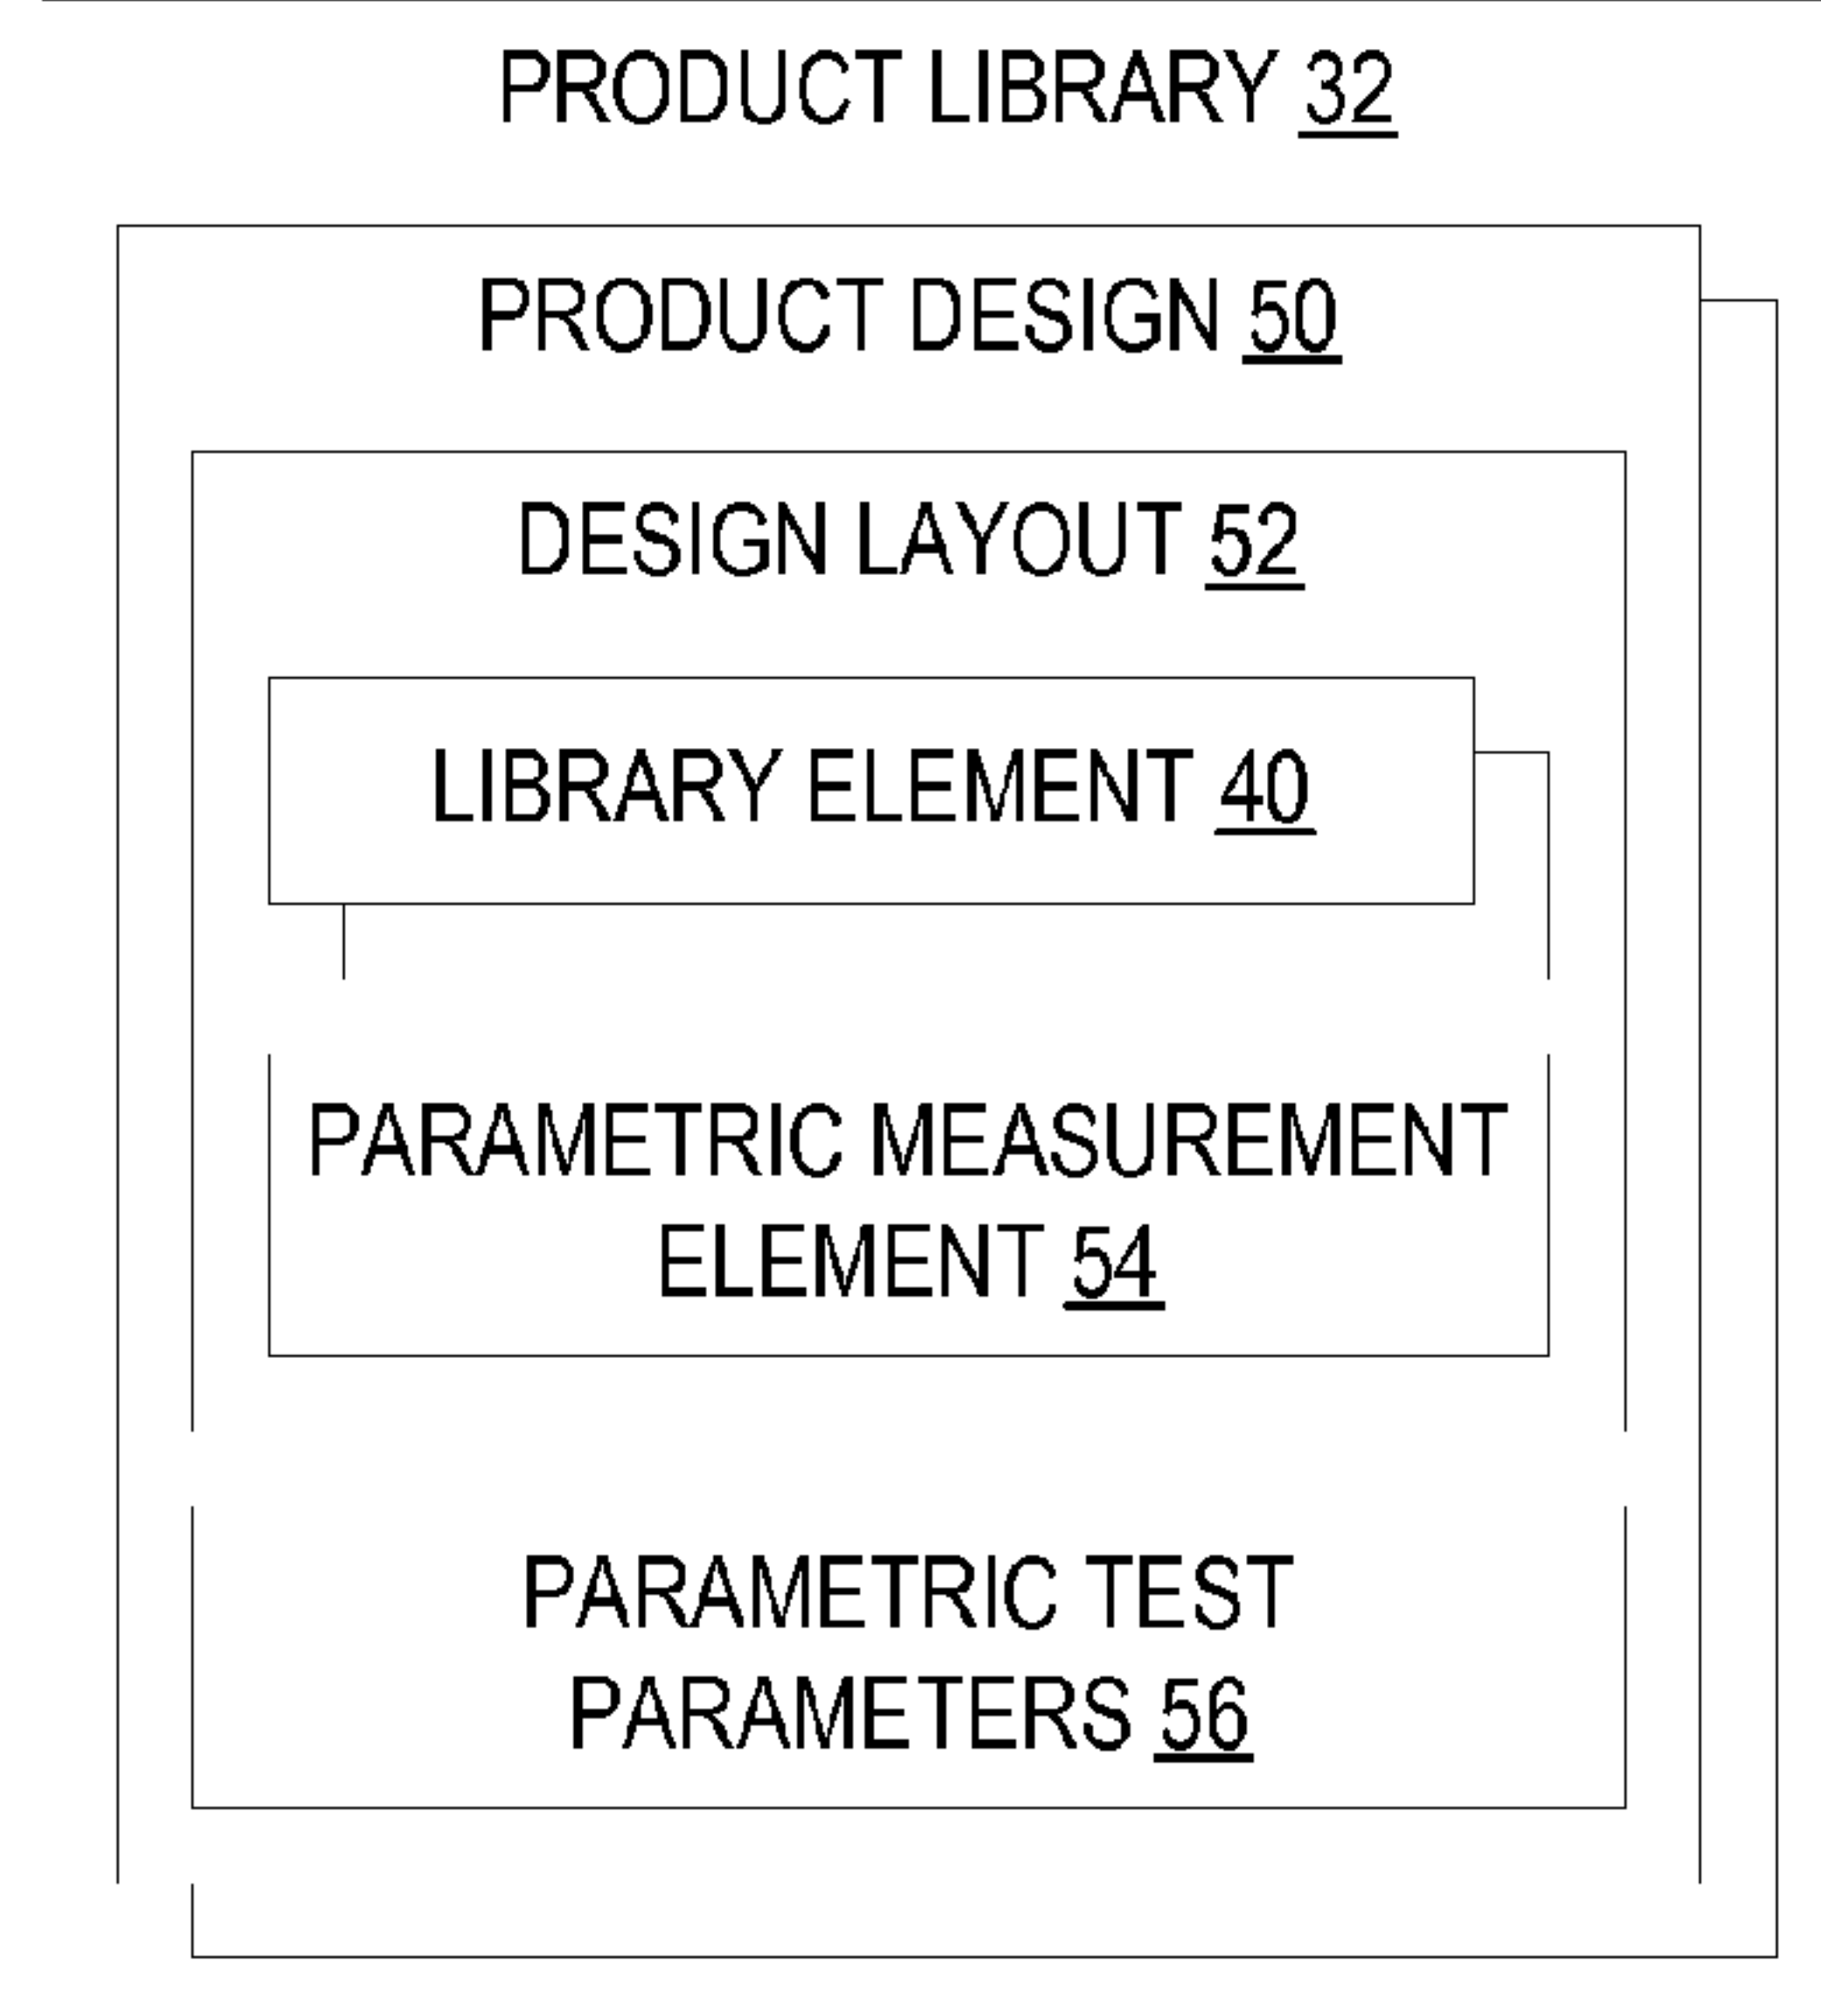 PRODUCT LIBRARY 32
PRODUCT DESIGN 50
DESIGN LAYOUT 52
LIBRARY ELEMENT 40
PARAMETRIC MEASUREMENT
ELEMENT 54
PARAMETRIC TEST
PARAMETERS 56